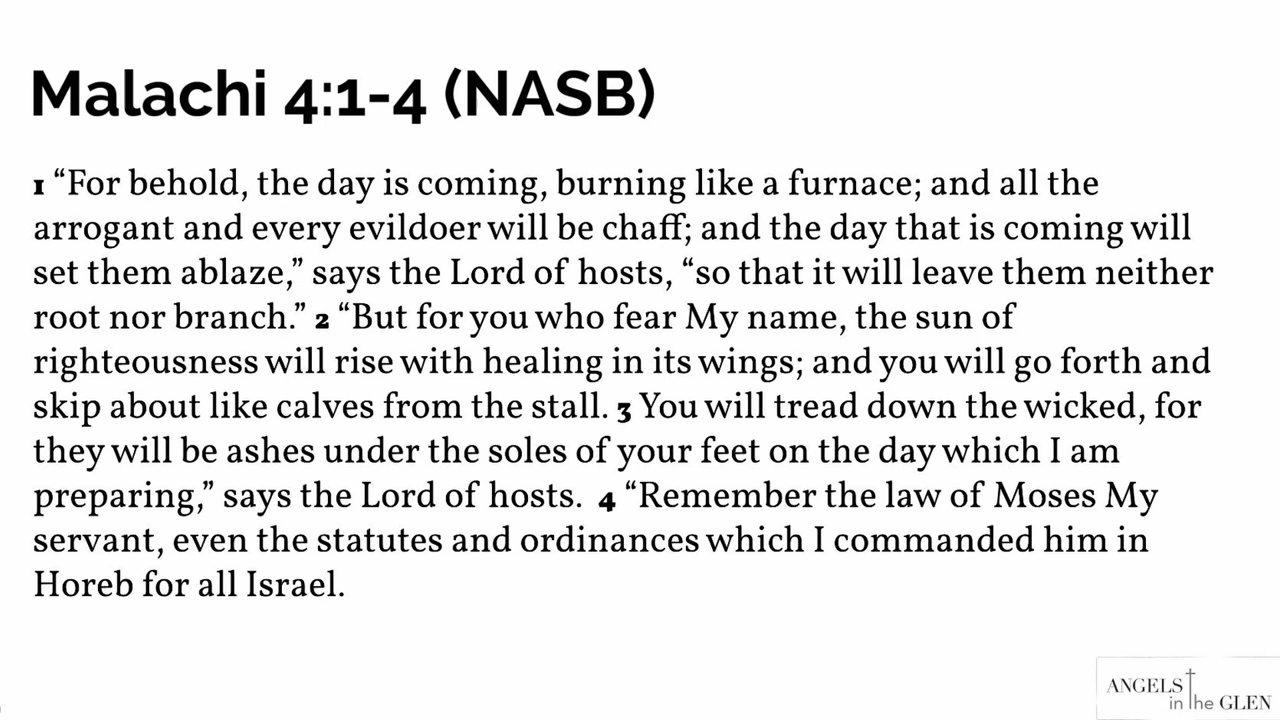 Malachi 4:1-4 (NASB)
1 “For behold, the day is coming, burning like a furnace; and all the
arrogant and every evildoer will be chaff; and the day that is coming will
set them ablaze,” says the Lord of hosts, “so that it will leave them neither
root nor branch.” 2 “But for you who fear My name, the sun of
righteousness will rise with healing in its wings; and you will go forth and
skip about like calves from the stall. 3 You will tread down the wicked, for
they will be ashes under the soles of your feet on the day which I am
preparing,” says the Lord of hosts. 4 “Remember the law of Moses My
servant, even the statutes and ordinances which I commanded him in
Horeb for all Israel.
ANGELS
in the GLEN